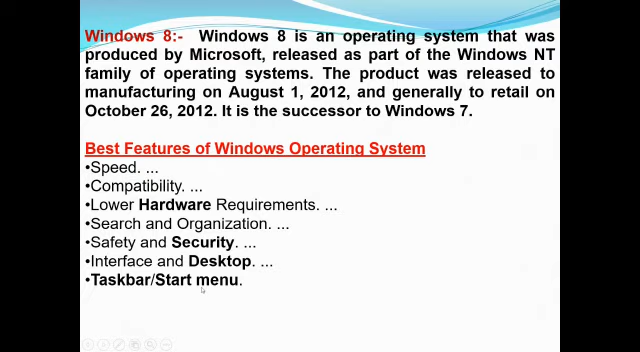 Windows 8:- Windows 8 is an operating system that was
produced by Microsoft, released as part of the Windows NT
family of operating systems. The product was released to
manufacturing on August 1, 2012, and generally to retail on
October 26, 2012. It is the successor to Windows 7.
Best Features of Windows Operating System
•Speed. ...
•Compatibility. ...
•Lower Hardware Requirements. ...
•Search and Organization. ...
•Safety and Security. ...
•Interface and Desktop. ...
•Taskbar/Start menu.